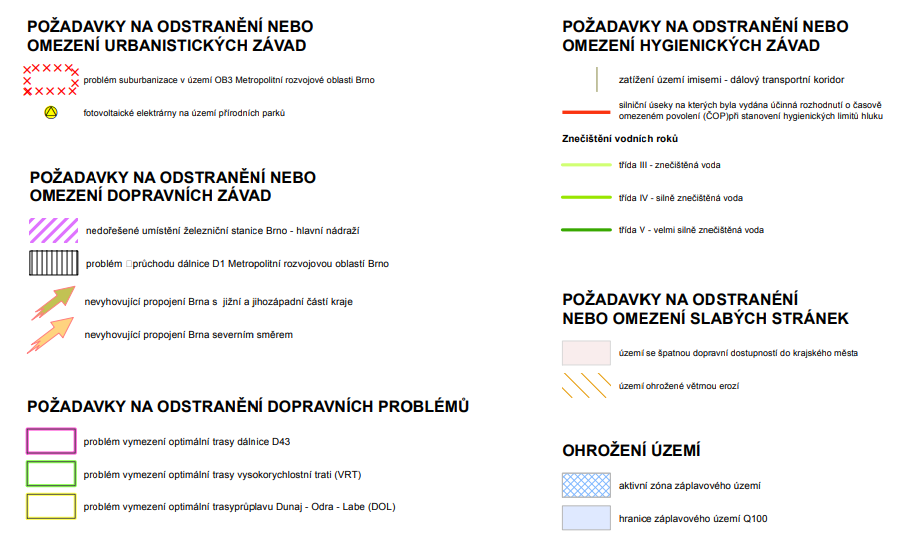 POŽADAVKY NA ODSTRANĚNÍ NEBO
OMEZENÍ URBANISTICKÝCH ZÁVAD
problém suburbanizace v území OB3 Metropolitní rozvojové oblasti Brno
fotovoltaické elektrárny na území přírodních parků
POŽADAVKY NA ODSTRANĚNÍ NEBO
OMEZENÍ DOPRAVNÍCH ZÁVAD
nedořešené umístění železniční stanice Brno - hlavní nádraží
problém průchodu dálnice D1 Metropolitní rozvojovou oblastí Brno
nevyhovující propojení Brna s jižní a jihozápadní částí kraje
nevyhovující propojení Brna severním směrem
POŽADAVKY NA ODSTRANĚNÍ DOPRAVNÍCH PROBLÉMŮ
problém vymezení optimální trasy dálnice D43
problém vymezení optimální trasy vysokorychlostní trati (VRT)
problém vymezení optimální trasyprůplavu Dunaj - Odra - Labe (DOL)
POŽADAVKY NA ODSTRANĚNÍ NEBO
OMEZENÍ HYGIENICKÝCH ZÁVAD
zatížení území imisemi - dálový transportní koridor
silniční úseky na kterých byla vydána účinná rozhodnutí o časově
omezeném povolení (ČOP)při stanovení hygienických limitů hluku
Znečištění vodních roků
třída III - znečištěná voda
třída IV - silně znečištěná voda
třída V - velmi silně znečištěná voda
POŽADAVKY NA ODSTRANÉNÍ
NEBO OMEZENÍ SLABÝCH STRÁNEK
území se špatnou dopravní dostupností do krajského města
území ohrožené větrnou erozí
OHROŽENÍ ÚZEMÍ
aktivní zóna záplavového území
hranice záplavového území Q100